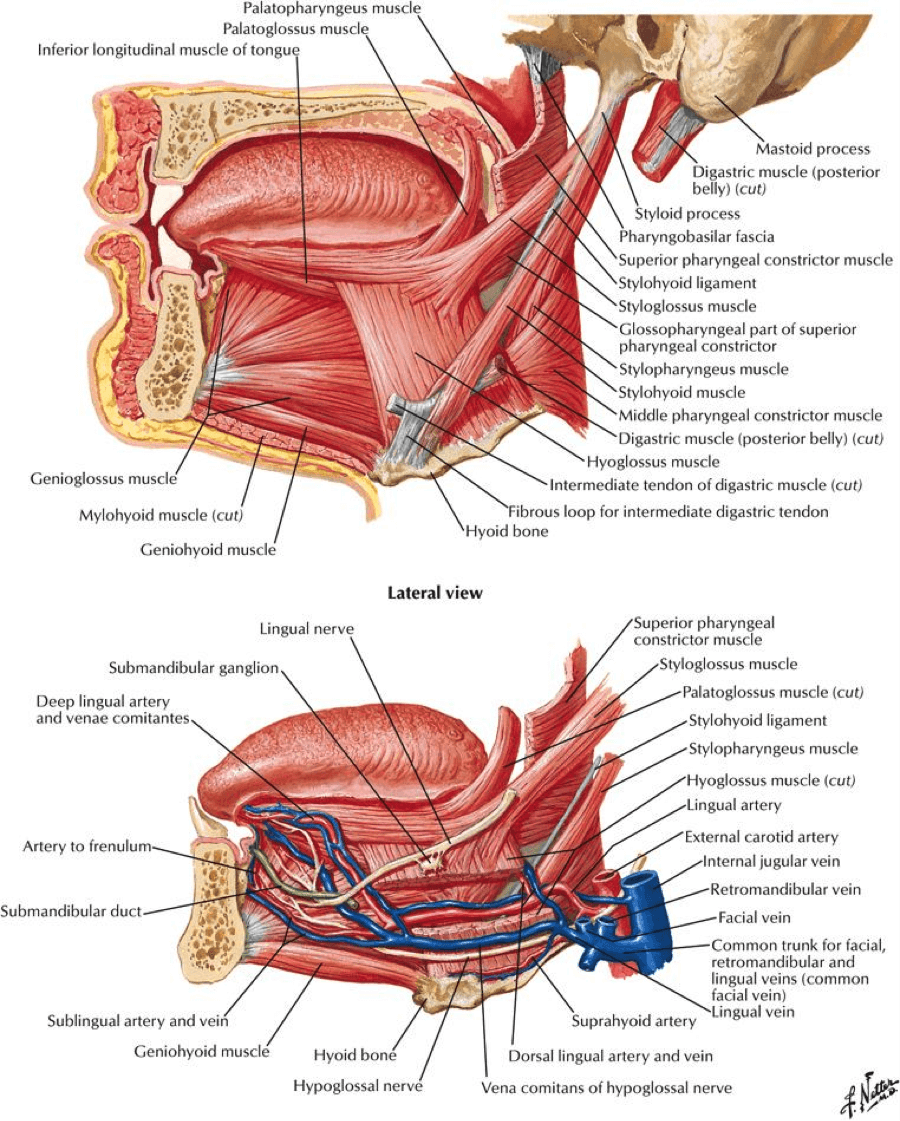 Palatopharyngeus muscle
Palatoglossus muscle
Inferior longitudinal muscle of tongue
Mastoid process
Digastric muscle (posterior
belly) (cut)
Styloid process
Pharyngobasilar fascia
Superior pharyngeal constrictor muscle
Stylohyoid ligament
Styloglossus muscle
Glossopharyngeal part of superior
pharyngeal constrictor
Stylopharyngeus muscle
Stylohyoid muscle
Middle pharyngeal constrictor muscle
Digastric muscle (posterior belly) (cut)
Hyoglossus muscle
Intermediate tendon of digastric muscle (cut)
Fibrous loop for intermediate digastric tendon
Hyoid bone
Genioglossus muscle
Mylohyoid muscle (cut)
Geniohyoid muscle
Lateral view
Lingual nerve
Submandibular ganglion
Deep lingual artery
and venae comitantes
Artery to frenulum
Submandibular duct
Sublingual artery and vein
Geniohyoid muscle
Hyoid bone
Hypoglossal nerve
Superior pharyngeal
constrictor muscle
Styloglossus muscle
Palatoglossus muscle (cut)
Stylohyoid ligament
Stylopharyngeus muscle
Hyoglossus muscle (cut)
Lingual artery
External carotid artery
Internal jugular vein
Retromandibular vein
Facial vein
Common trunk for facial,
retromandibular and
lingual veins (common
facial vein)
Lingual vein
Suprahyoid artery
Dorsal lingual artery and vein
Vena comitans of hypoglossal nerve
F. Netter
M.D.